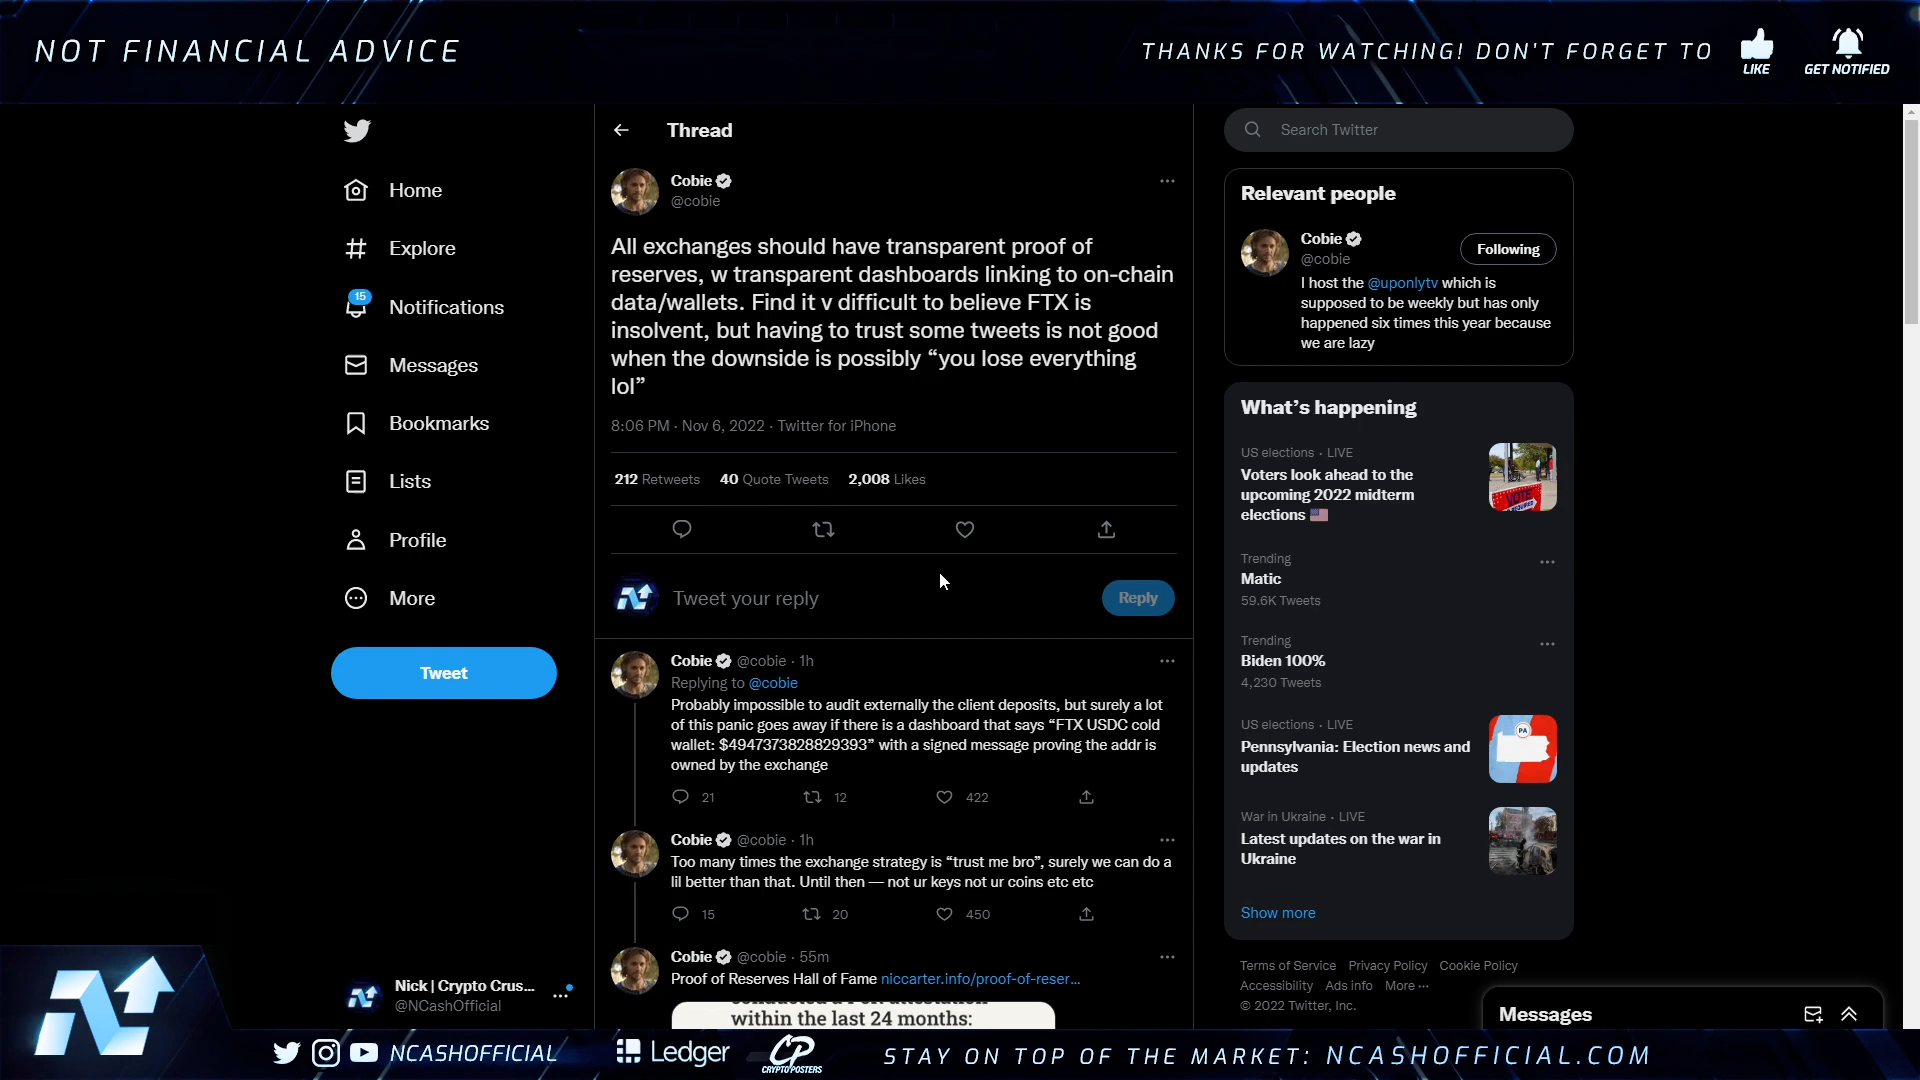 NOT FINANCIAL ADVICE
THANKS FOR WATCHING! DON'T FORGET TO
LIKE
GET NOTIFIED
Home
Explore
15
Notifications
Messages
Bookmarks
Lists
Profile
More
Tweet
Nick | Crypto Crus...
@NCashOfficial
Thread
Cobie
@cobie
All exchanges should have transparent proof of
reserves, w transparent dashboards linking to on-chain
data/wallets. Find it v difficult to believe FTX is
insolvent, but having to trust some tweets is not good
when the downside is possibly “you lose everything
lol”
8:06 PM · Nov 6, 2022 · Twitter for iPhone
212 Retweets 40 Quote Tweets 2,008 Likes
Tweet your reply
Reply
Cobie @cobie · 1h
Replying to @cobie
Probably impossible to audit externally the client deposits, but surely a lot
of this panic goes away if there is a dashboard that says “FTX USDC cold
wallet: $4947373828829393” with a signed message proving the addr is
owned by the exchange
21 12 422
Cobie @cobie · 1h
Too many times the exchange strategy is “trust me bro”, surely we can do a
lil better than that. Until then — not ur keys not ur coins etc etc
15 20 450
Cobie @cobie · 55m
Proof of Reserves Hall of Fame niccarter.info/proof-of-reser...
conducted a PoR attestation
within the last 24 months:
Search Twitter
Relevant people
Cobie
@cobie
Following
I host the @uponlytv which is
supposed to be weekly but has only
happened six times this year because
we are lazy
What’s happening
US elections · LIVE
Voters look ahead to the
upcoming 2022 midterm
elections 🇺🇸
VOTE
Trending
Matic
59.6K Tweets
Trending
Biden 100%
4,230 Tweets
US elections · LIVE
Pennsylvania: Election news and
updates
PA
War in Ukraine · LIVE
Latest updates on the war in
Ukraine
Show more
Terms of Service Privacy Policy Cookie Policy
Accessibility Ads info More ···
© 2022 Twitter, Inc.
Messages
NCASHOFFICIAL
Ledger
CP
CRYPTOPOSTERS
STAY ON TOP OF THE MARKET: NCASHOFFICIAL.COM